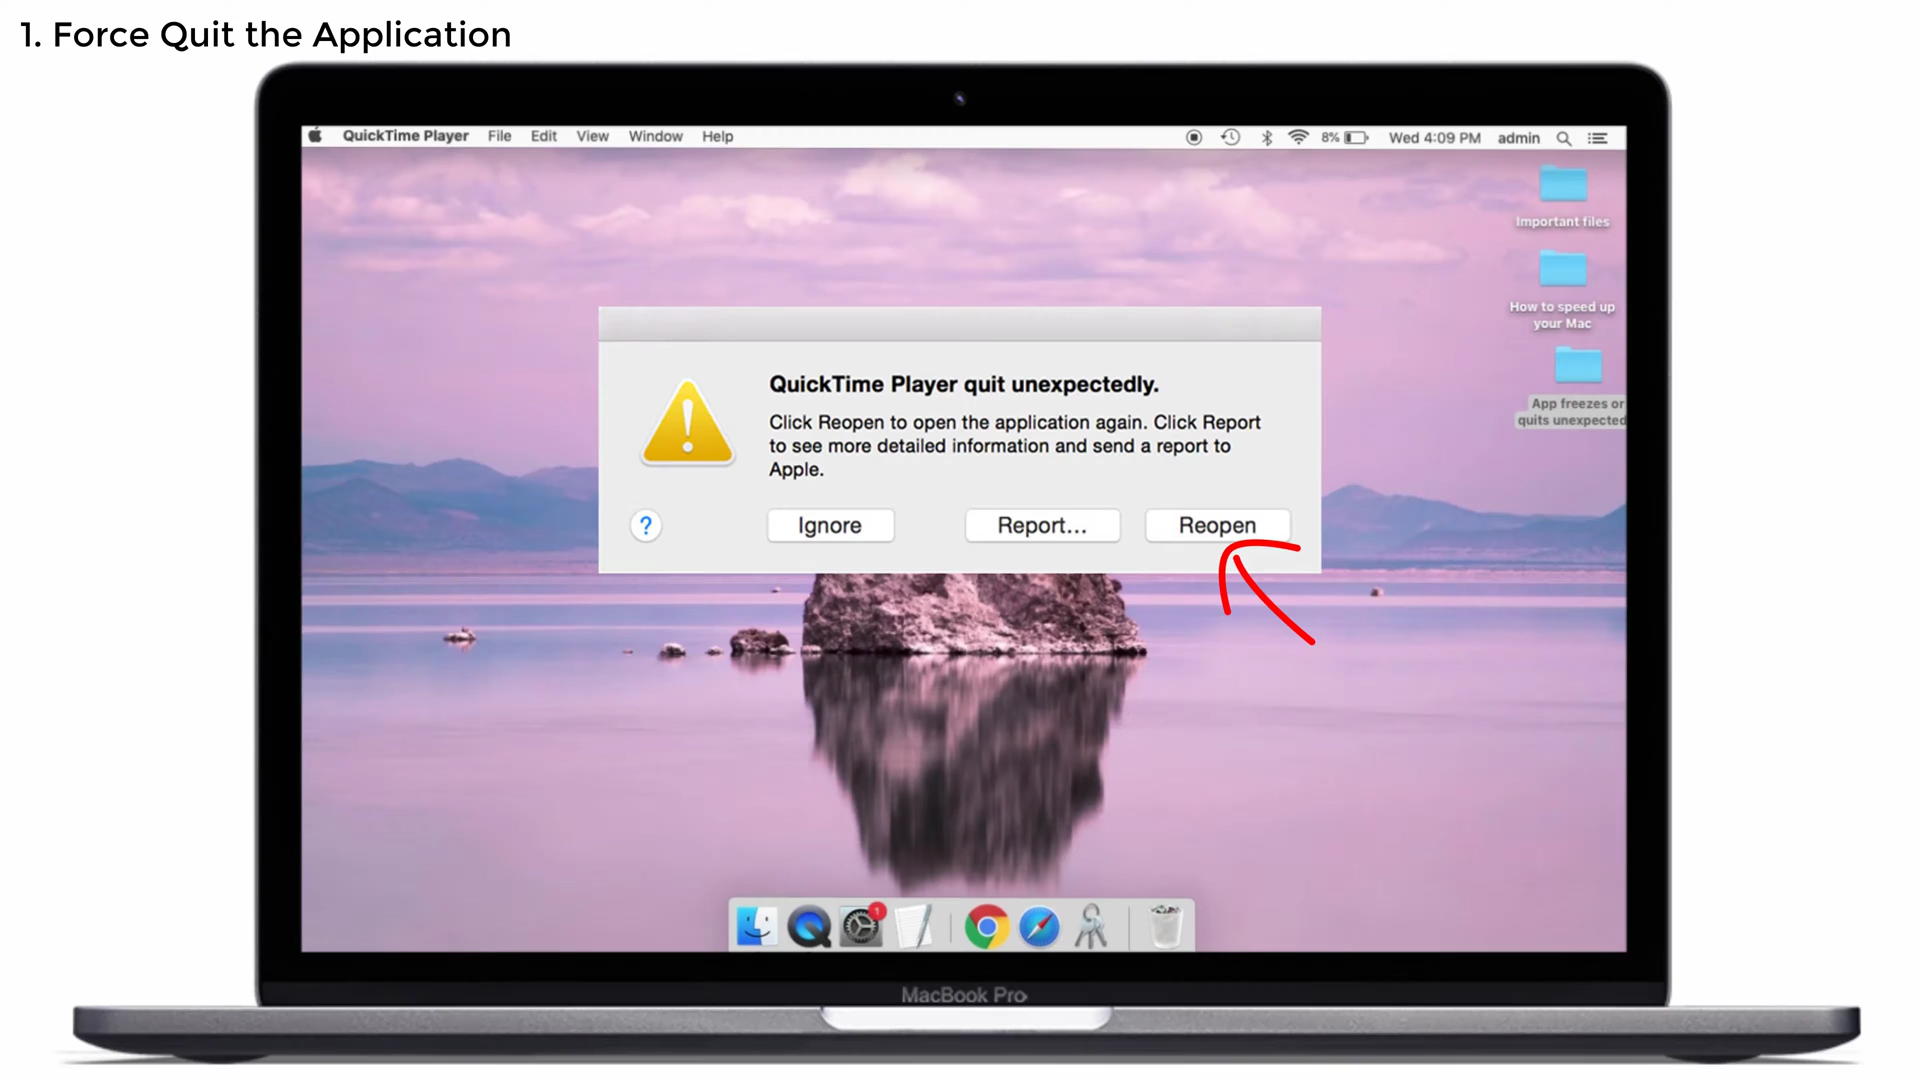 1. Force Quit the Application
QuickTime Player File Edit View Window Help 8% Wed 4:09 PM admin
Important files
How to speed up
your Mac
App freezes or
quits unexpected
QuickTime Player quit unexpectedly.
Click Reopen to open the application again. Click Report
to see more detailed information and send a report to
Apple.
? Ignore Report... Reopen
1
MacBook Pro